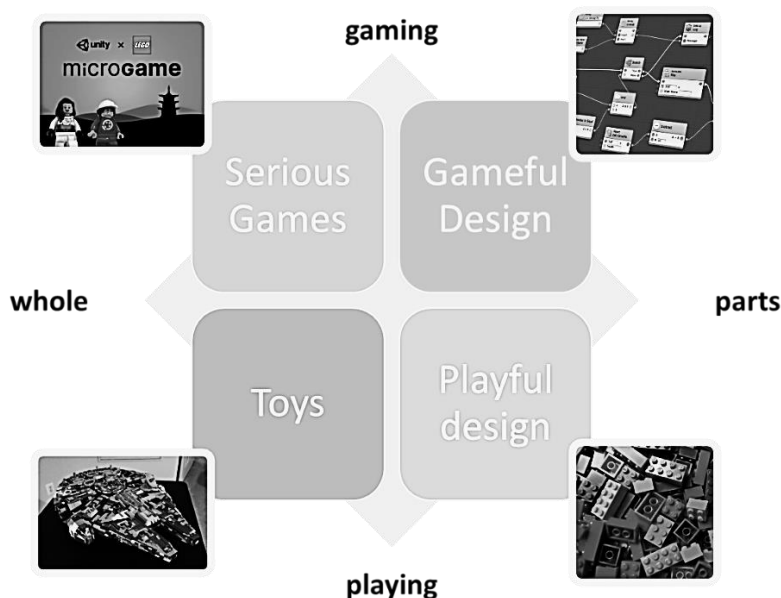 gaming
unity x LEGO
microgame
Serious
Games
Gameful
Design
whole
parts
Toys
Playful
design
playing